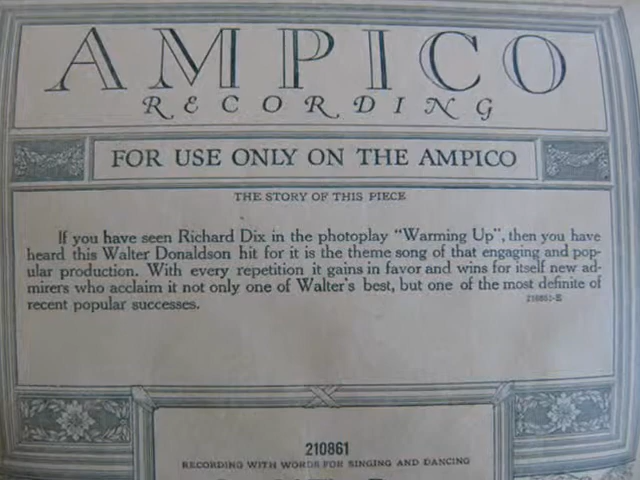 AMPICO
RECORDING
FOR USE ONLY ON THE AMPICO
THE STORY OF THIS PIECE
If you have seen Richard Dix in the photoplay "Warming Up", then you have
heard this Walter Donaldson hit for it is the theme song of that engaging and pop-
ular production. With every repetition it gains in favor and wins for itself new ad-
mirers who acclaim it not only one of Walter's best, but one of the most definite of
recent popular successes.
210861-E
210861
RECORDING WITH WORDS FOR SINGING AND DANCING